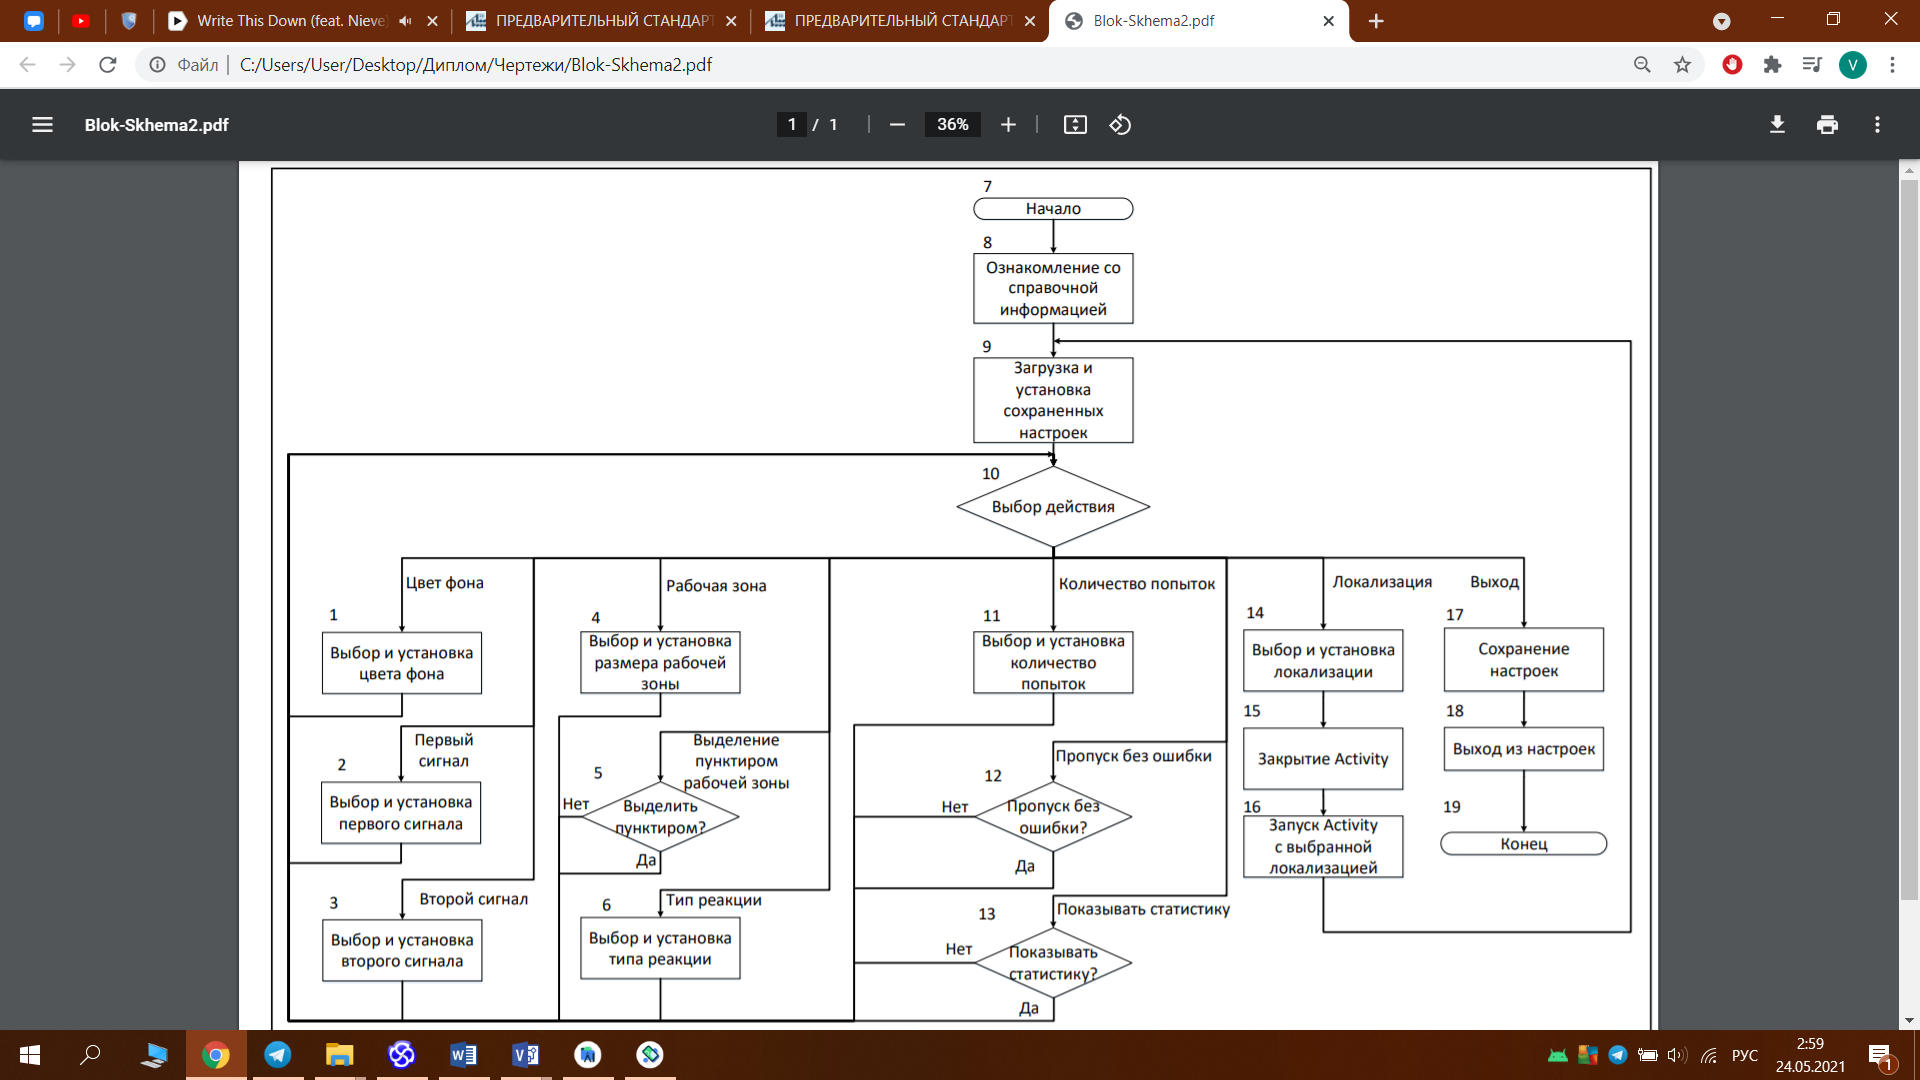 Write This Down (feat. Nieve)
ПРЕДВАРИТЕЛЬНЫЙ СТАНДАРТ
ПРЕДВАРИТЕЛЬНЫЙ СТАНДАРТ
Blok-Skhema2.pdf
Файл
C:/Users/User/Desktop/Диплом/Чертежи/Blok-Skhema2.pdf
V
Blok-Skhema2.pdf
1 / 1
36%
7
Начало
8
Ознакомление со
справочной
информацией
9
Загрузка и
установка
сохраненных
настроек
10
Выбор действия
Цвет фона
Рабочая зона
Количество попыток
Локализация
Выход
1
Выбор и установка
цвета фона
4
Выбор и установка
размера рабочей
зоны
11
Выбор и установка
количество
попыток
14
Выбор и установка
локализации
17
Сохранение
настроек
Первый
сигнал
2
Выбор и установка
первого сигнала
Выделение
пунктиром
рабочей зоны
5
Нет
Выделить
пунктиром?
Да
Пропуск без ошибки
12
Нет
Пропуск без
ошибки?
Да
15
Закрытие Activity
18
Выход из настроек
16
Запуск Activity
с выбранной
локализацией
19
Конец
Второй сигнал
3
Выбор и установка
второго сигнала
Тип реакции
6
Выбор и установка
типа реакции
Показывать статистику
13
Нет
Показывать
статистику?
Да
РУС
2:59
24.05.2021
1